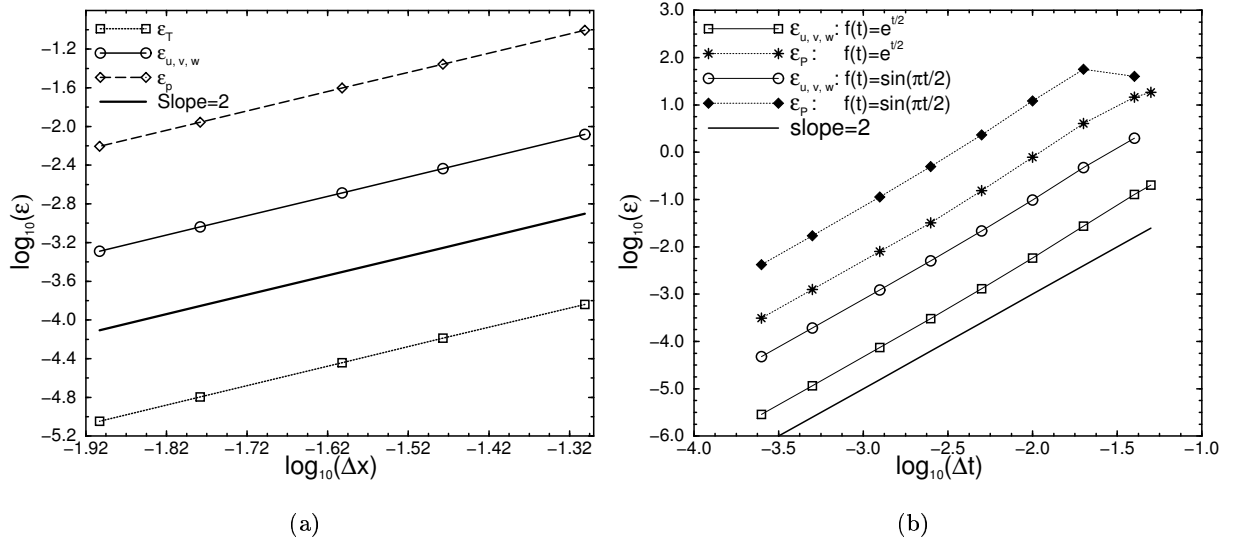 (a)
−1.2
−1.6
−2.0
−2.4
−2.8
−3.2
−3.6
−4.0
−4.4
−4.8
−5.2
log₁₀(ε)
ε_T
ε_u, v, w
ε_p
Slope=2
−1.92 −1.82 −1.72 −1.62 −1.52 −1.42 −1.32
log₁₀(Δx)
(a)
(b)
3.0
2.0
1.0
0.0
−1.0
−2.0
−3.0
−4.0
−5.0
−6.0
log₁₀(ε)
ε_u, v, w: f(t)=e^t/2
ε_P: f(t)=e^t/2
ε_u, v, w: f(t)=sin(πt/2)
ε_P: f(t)=sin(πt/2)
slope=2
−4.0 −3.5 −3.0 −2.5 −2.0 −1.5 −1.0
log₁₀(Δt)
(b)